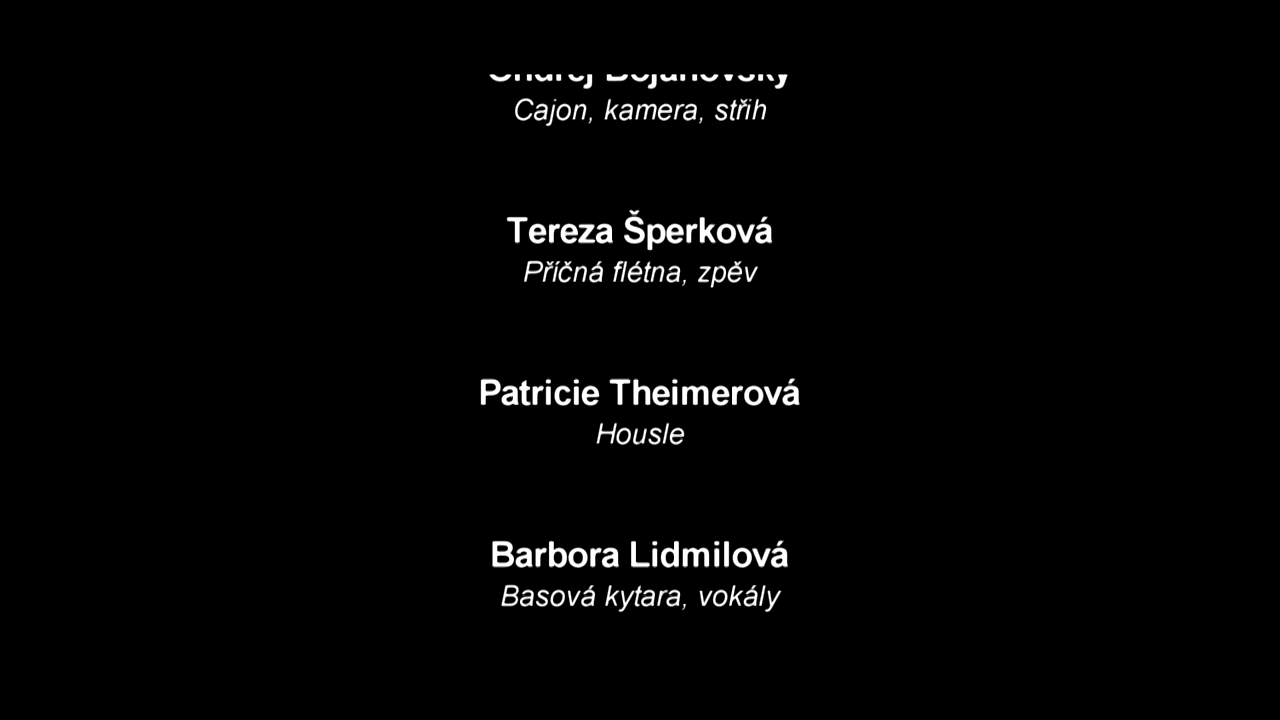 Cajon, kamera, střih
Tereza Šperková
Příčná flétna, zpěv
Patricie Theimerová
Housle
Barbora Lidmilová
Basová kytara, vokály